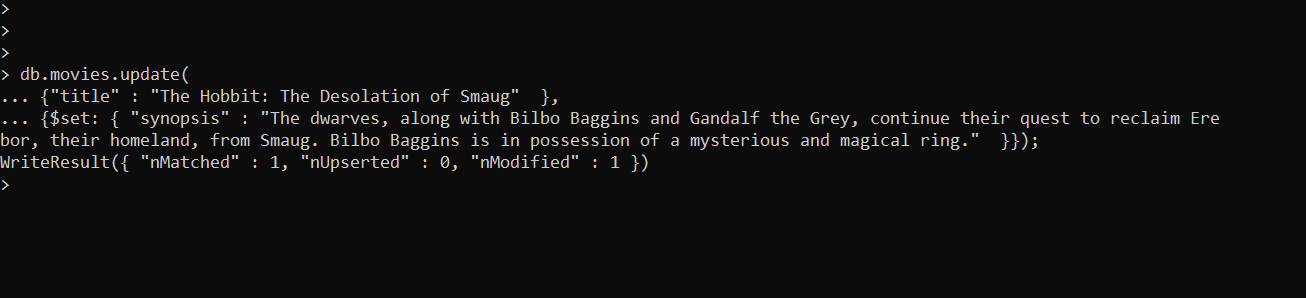 >
>
>
> db.movies.update(
... {"title" : "The Hobbit: The Desolation of Smaug"  },
... {$set: { "synopsis" : "The dwarves, along with Bilbo Baggins and Gandalf the Grey, continue their quest to reclaim Ere
bor, their homeland, from Smaug. Bilbo Baggins is in possession of a mysterious and magical ring."  }});
WriteResult({ "nMatched" : 1, "nUpserted" : 0, "nModified" : 1 })
>